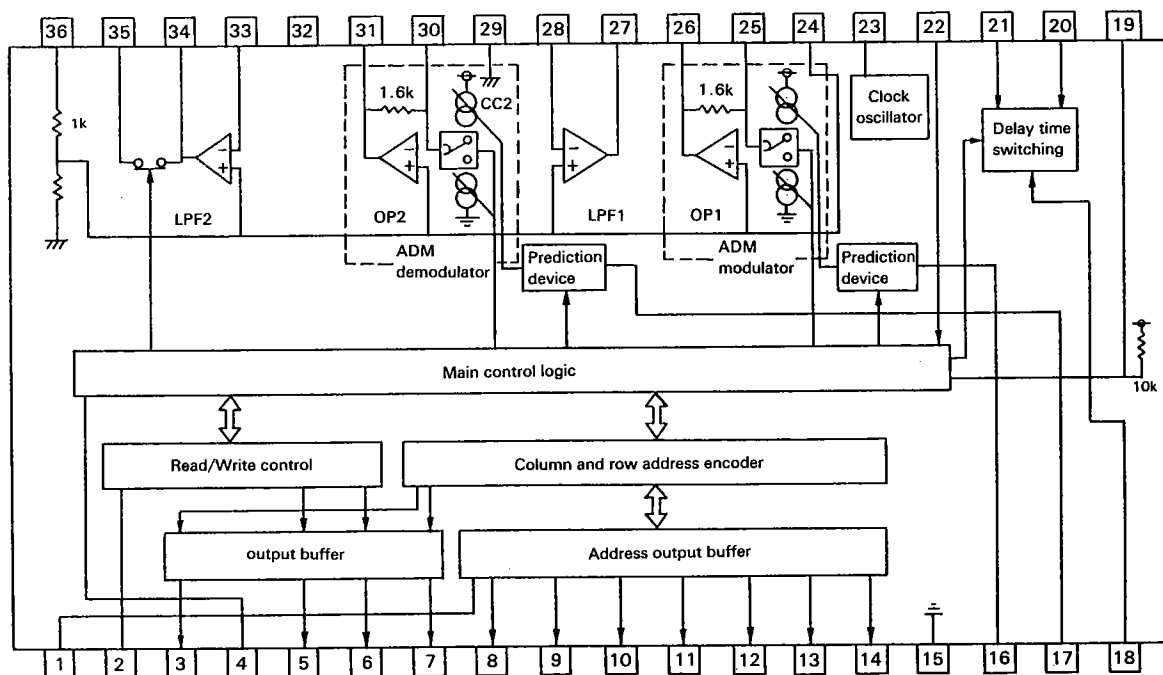 36 35 34 33 32 31 30 29 28 27 26 25 24 23 22 21 20 19
1k
1.6k
CC2
1.6k
Clock
oscillator
Delay time
switching
LPF2
OP2
LPF1
OP1
ADM
demodulator
ADM
modulator
Prediction
device
Prediction
device
Main control logic
10k
Read/Write control
Column and row address encoder
output buffer
Address output buffer
1 2 3 4 5 6 7 8 9 10 11 12 13 14 15 16 17 18
− + − + − + − +